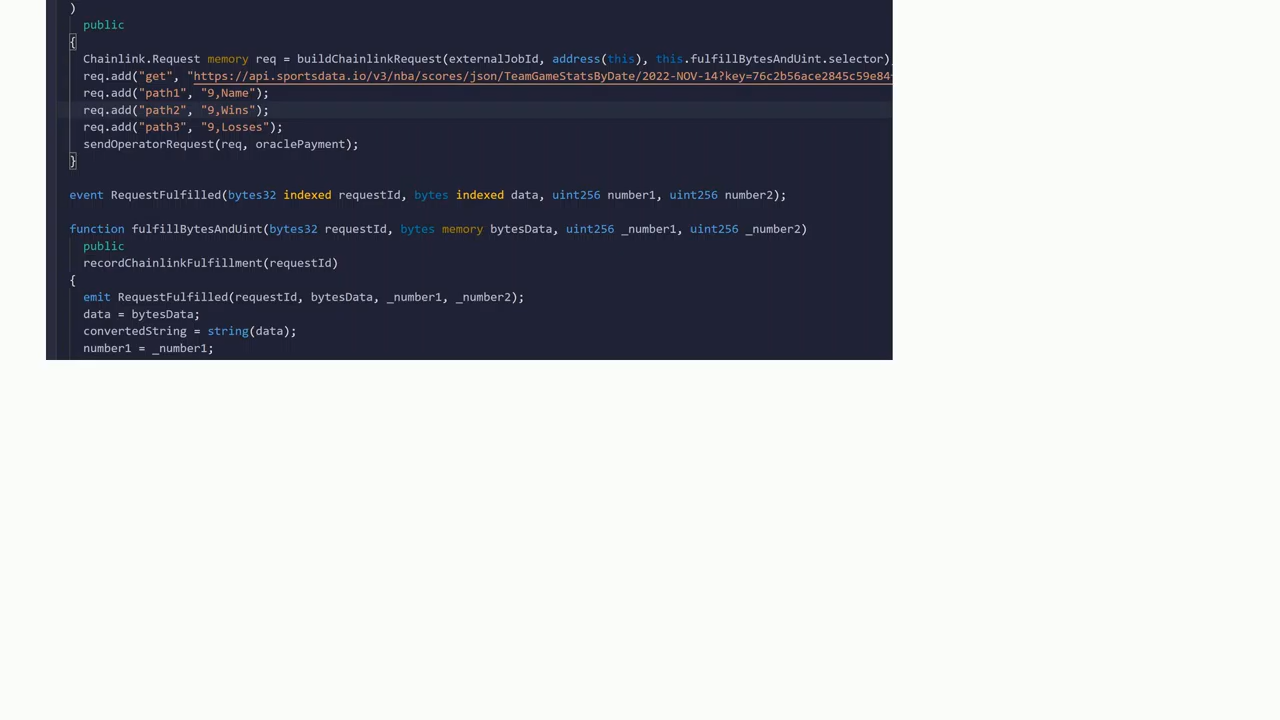 )
public
{
Chainlink.Request memory req = buildChainlinkRequest(externalJobId, address(this), this.fulfillBytesAndUint.selector)
req.add("get", "https://api.sportsdata.io/v3/nba/scores/json/TeamGameStatsByDate/2022-NOV-14?key=76c2b56ace2845c59e84
req.add("path1", "9,Name");
req.add("path2", "9,Wins");
req.add("path3", "9,Losses");
sendOperatorRequest(req, oraclePayment);
}
event RequestFulfilled(bytes32 indexed requestId, bytes indexed data, uint256 number1, uint256 number2);
function fulfillBytesAndUint(bytes32 requestId, bytes memory bytesData, uint256 _number1, uint256 _number2)
public
recordChainlinkFulfillment(requestId)
{
emit RequestFulfilled(requestId, bytesData, _number1, _number2);
data = bytesData;
convertedString = string(data);
number1 = _number1;